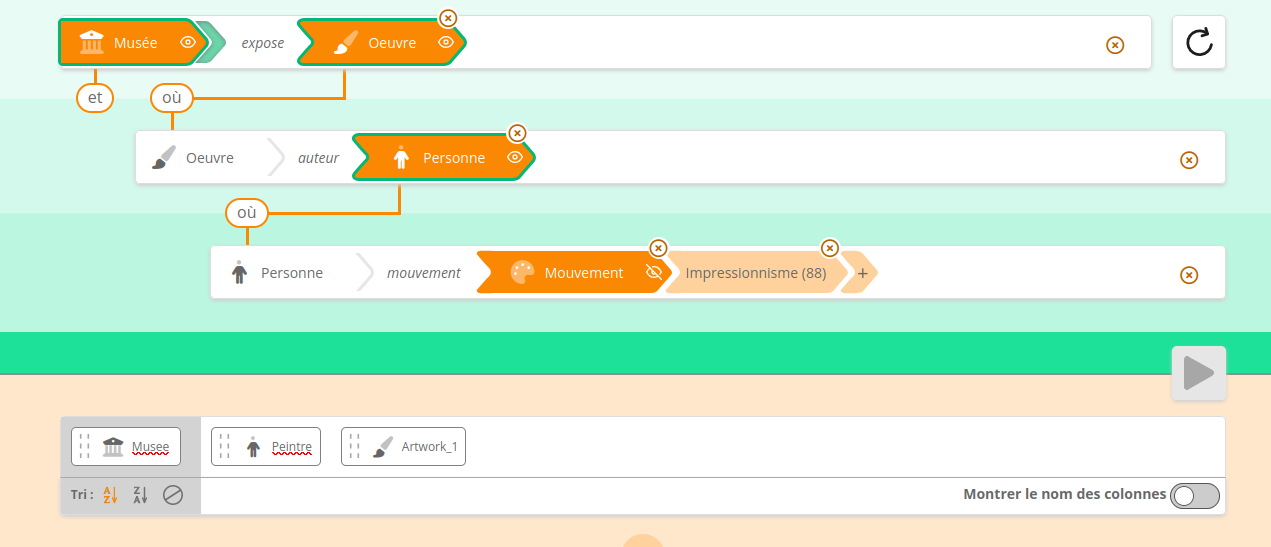 Musée expose Oeuvre
et où
Oeuvre auteur Personne
où
Personne mouvement Mouvement Impressionnisme (88) +
Musee Peintre Artwork_1
Tri : A Z Z A Montrer le nom des colonnes